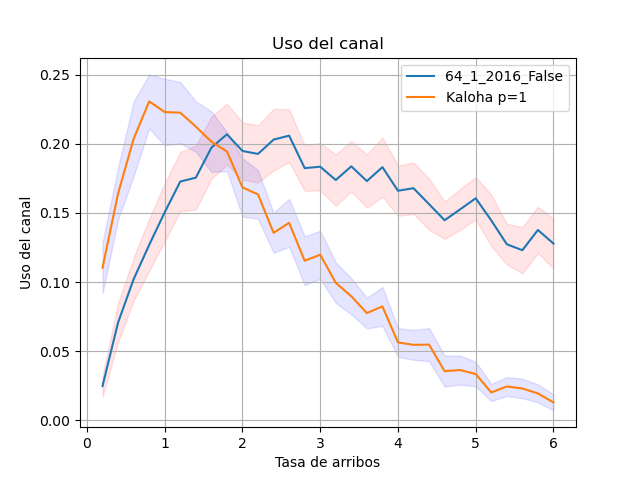 Uso del canal
64_1_2016_False
Kaloha p=1
Uso del canal
0.25
0.20
0.15
0.10
0.05
0.00
0 1 2 3 4 5 6
Tasa de arribos